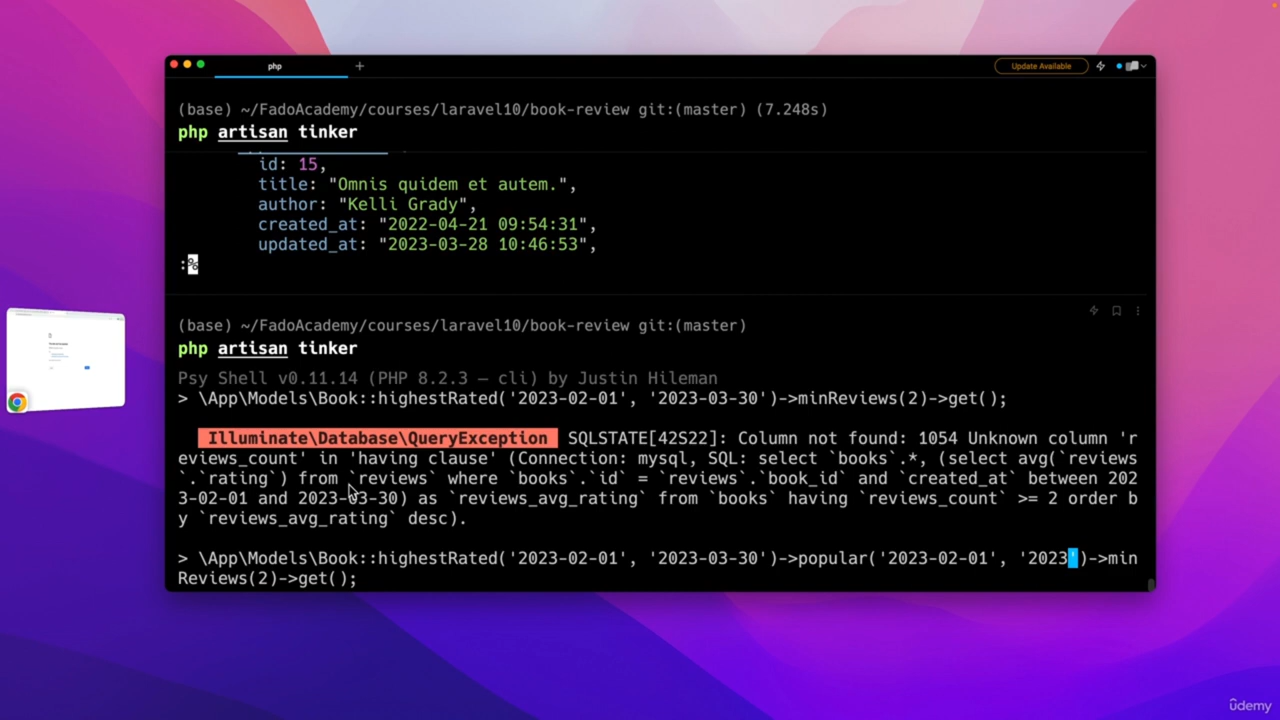 php
+
Update Available
(base) ~/FadoAcademy/courses/laravel10/book-review git:(master) (7.248s)
php artisan tinker
id: 15,
title: "Omnis quidem et autem.",
author: "Kelli Grady",
created_at: "2022-04-21 09:54:31",
updated_at: "2023-03-28 10:46:53",
:%
(base) ~/FadoAcademy/courses/laravel10/book-review git:(master)
php artisan tinker
Psy Shell v0.11.14 (PHP 8.2.3 — cli) by Justin Hileman
> \App\Models\Book::highestRated('2023-02-01', '2023-03-30')->minReviews(2)->get();
Illuminate\Database\QueryException SQLSTATE[42S22]: Column not found: 1054 Unknown column 'r
eviews_count' in 'having clause' (Connection: mysql, SQL: select `books`.*, (select avg(`reviews
`.`rating`) from `reviews` where `books`.`id` = `reviews`.`book_id` and `created_at` between 202
3-02-01 and 2023-03-30) as `reviews_avg_rating` from `books` having `reviews_count` >= 2 order b
y `reviews_avg_rating` desc).
> \App\Models\Book::highestRated('2023-02-01', '2023-03-30')->popular('2023-02-01', '2023')->min
Reviews(2)->get();
ûdemy